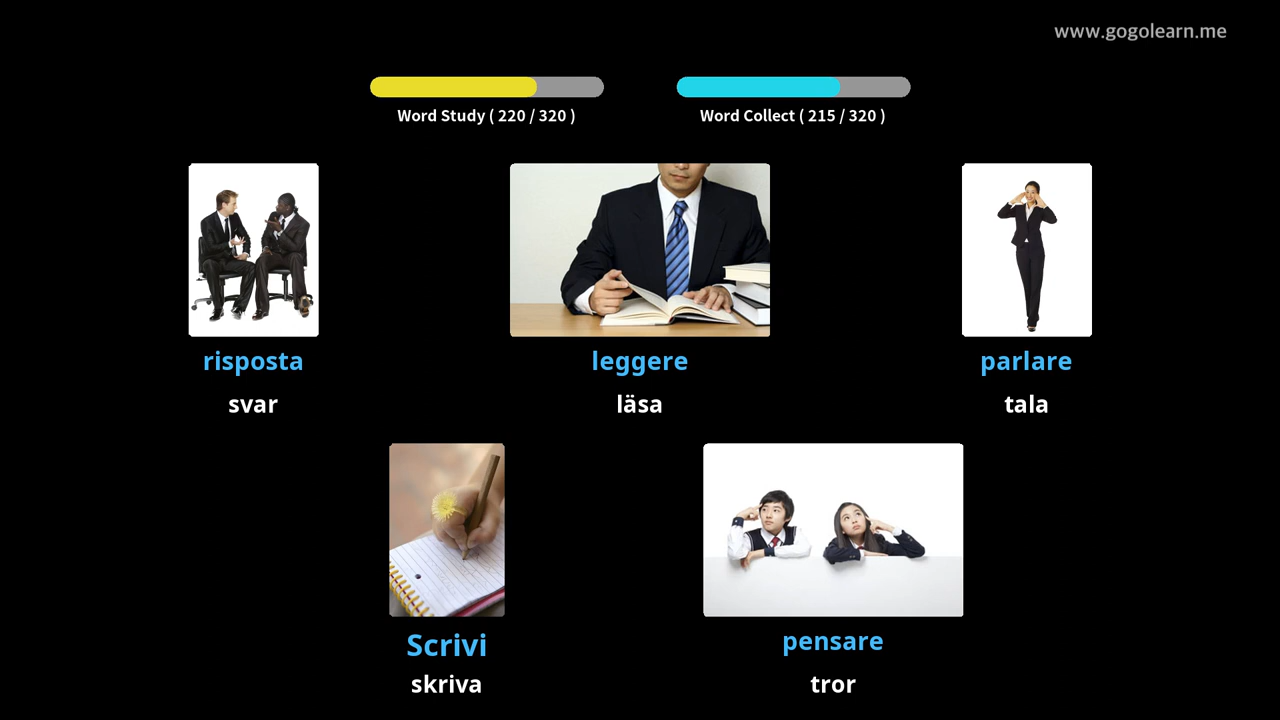 www.gogolearn.me
Word Study ( 220 / 320 )
Word Collect ( 215 / 320 )
risposta
leggere
parlare
svar
läsa
tala
Scrivi
pensare
skriva
tror